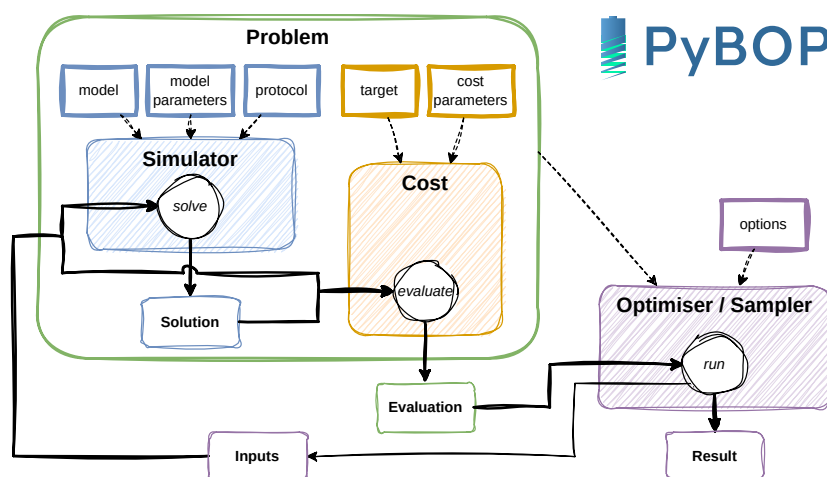 Problem
PyBOP
model
model
parameters
protocol
target
cost
parameters
Simulator
solve
Cost
evaluate
Solution
options
Optimiser / Sampler
run
Evaluation
Inputs
Result